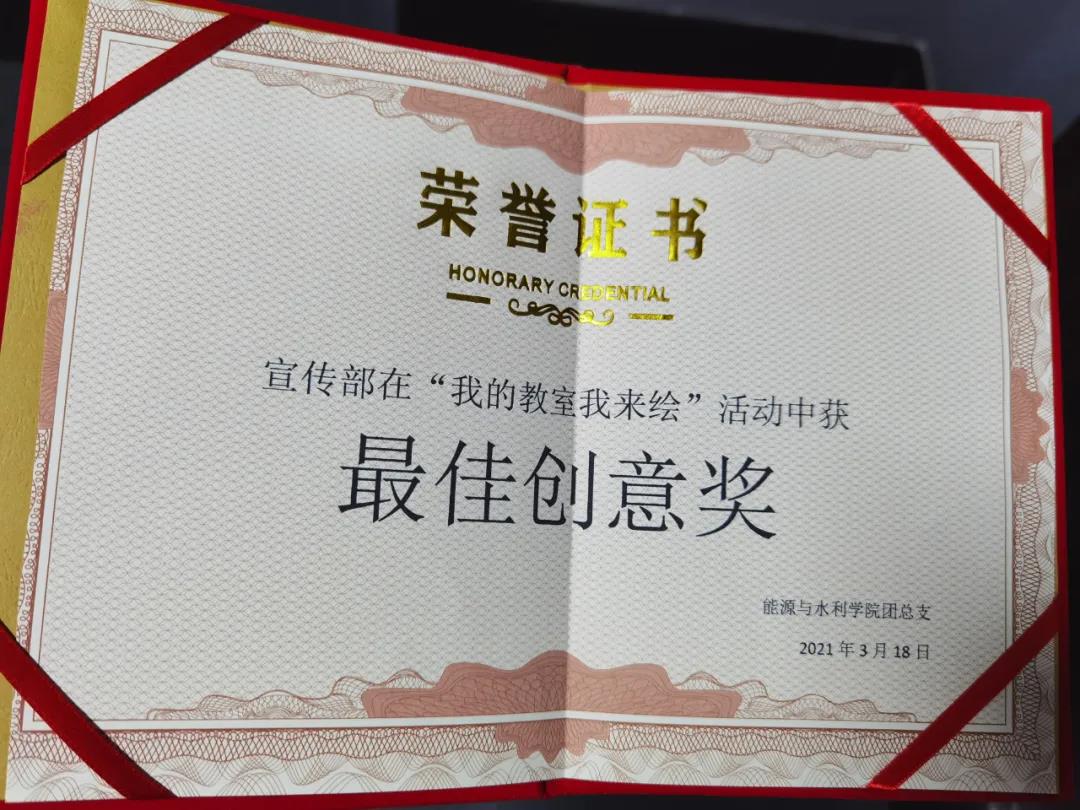 荣誉证书
HONORARY CREDENTIAL
宣传部在“我的教室我来绘”活动中获
最佳创意奖
能源与水利学院团总支
2021年3月18日